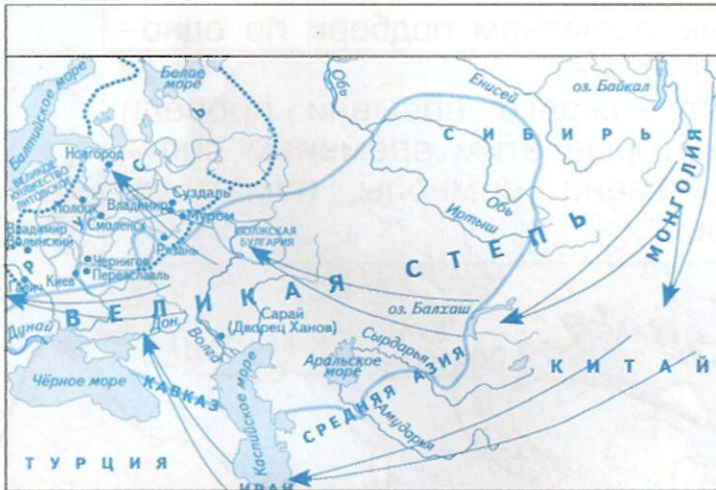 Балтийское море
Белое море
Обь
Енисей
оз. Байкал
СИБИРЬ
МОНГОЛИЯ
Новгород
ВЕЛИКОЕ
КНЯЖЕСТВО
ЛИТОВСКОЕ
РУСЬ
Полоцк
Владимир
Суздаль
Муром
Смоленск
Владимир
Волынский
Рязань
ВОЛЖСКАЯ
БУЛГАРИЯ
Обь
Иртыш
Галич
Киев
Чернигов
Переяславль
ВЕЛИКАЯ СТЕПЬ
Сарай
(Дворец Ханов)
оз. Балхаш
Дунай
Дон
Волга
Сырдарья
Аральское
море
КИТАЙ
Чёрное море
КАВКАЗ
Каспийское море
СРЕДНЯЯ АЗИЯ
Амударья
ТУРЦИЯ
ИРАН